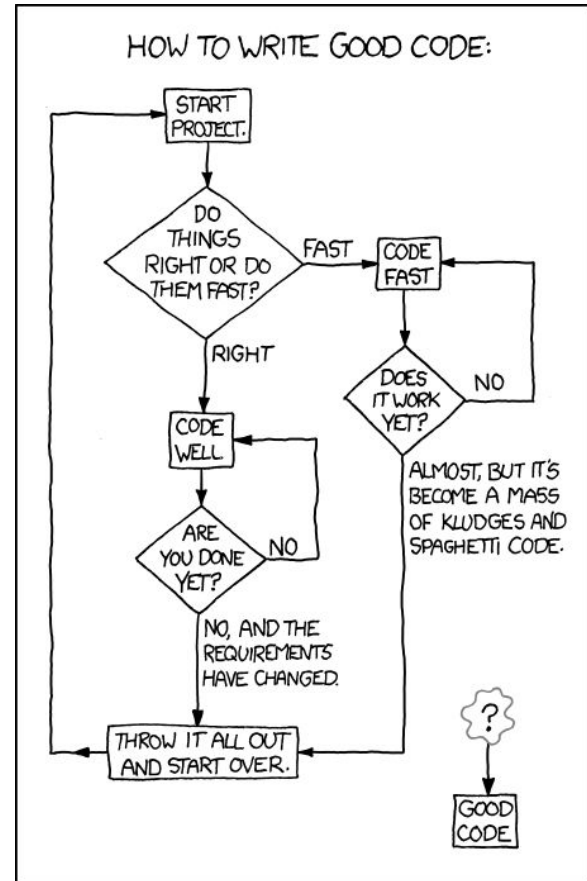 HOW TO WRITE GOOD CODE:
START
PROJECT.
DO
THINGS
RIGHT OR DO
THEM FAST?
FAST
CODE
FAST
RIGHT
DOES
IT WORK
YET?
NO
CODE
WELL
ARE
YOU DONE
YET?
NO
ALMOST, BUT IT'S
BECOME A MASS
OF KLUDGES AND
SPAGHETTI CODE.
NO, AND THE
REQUIREMENTS
HAVE CHANGED.
THROW IT ALL OUT
AND START OVER.
?
GOOD
CODE